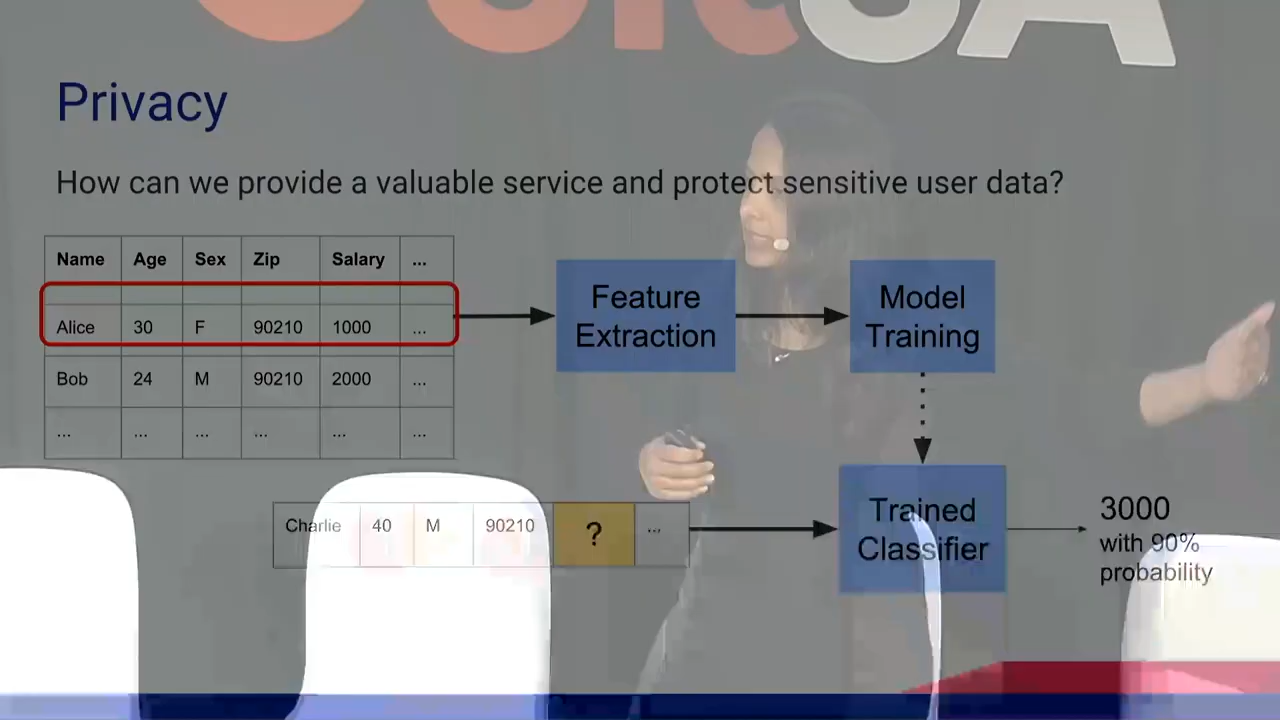 Privacy
How can we provide a valuable service and protect sensitive user data?
Name Age Sex Zip Salary ...
Alice 30 F 90210 1000 ...
Bob 24 M 90210 2000 ...
... ... ... ... ... ...
Feature
Extraction
Model
Training
Charlie 40 M 90210 ? ...
Trained
Classifier
3000
with 90%
probability